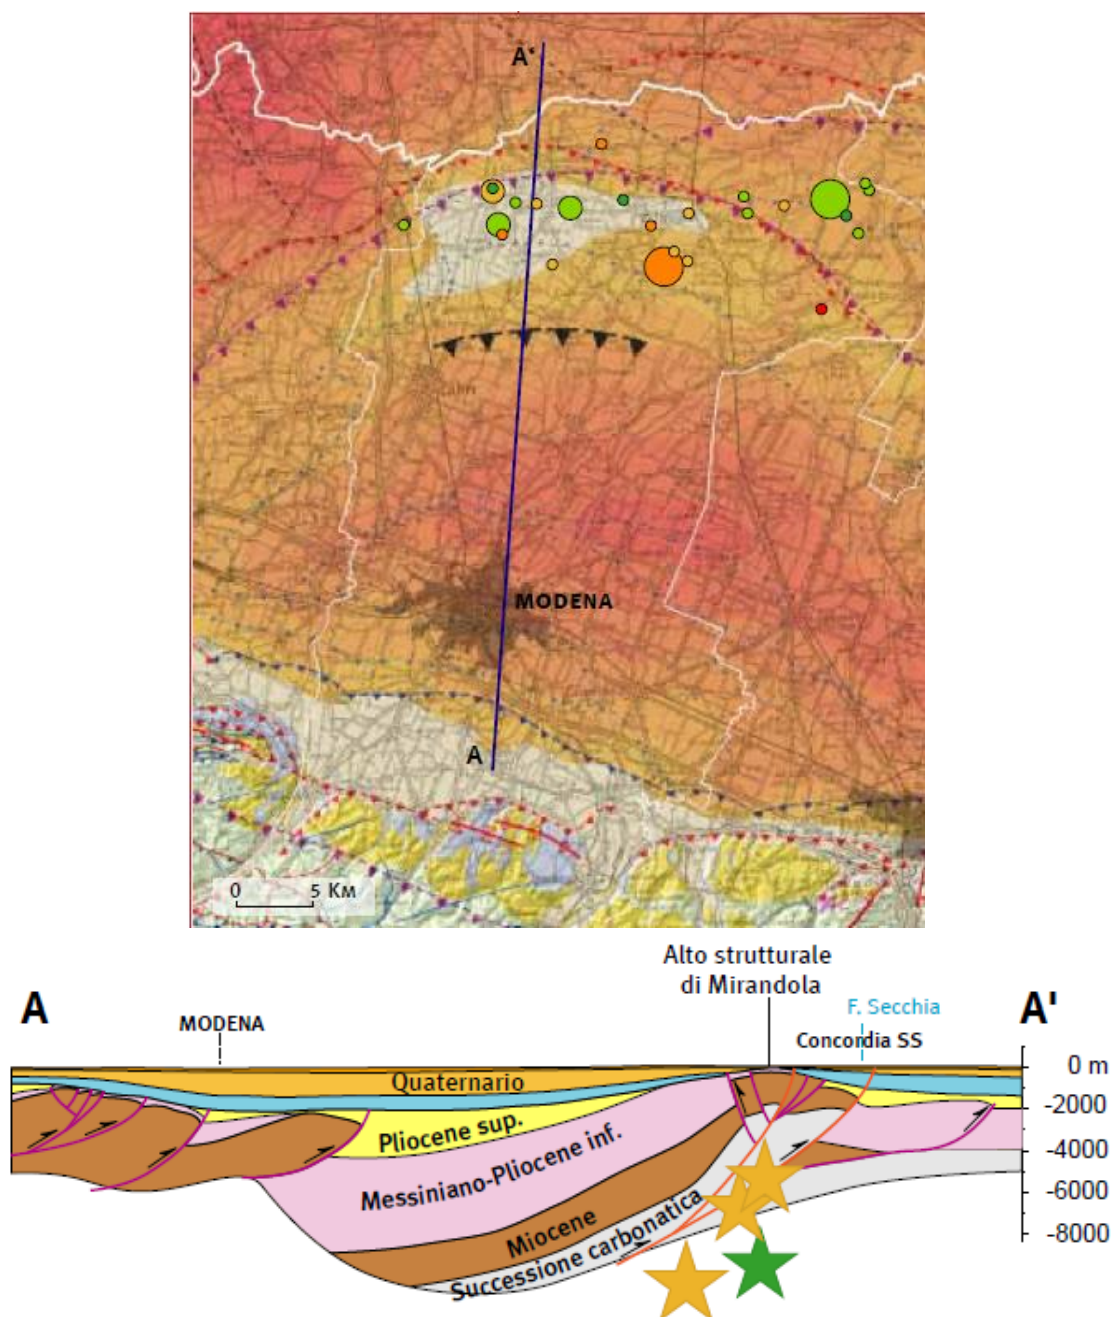 A'
MODENA
A
0 5 Km
Alto strutturale
di Mirandola
A
MODENA
F. Secchia
Concordia SS
A'
0 m
-2000
-4000
-6000
-8000
Quaternario
Pliocene sup.
Messiniano-Pliocene inf.
Miocene
Successione carbonatica